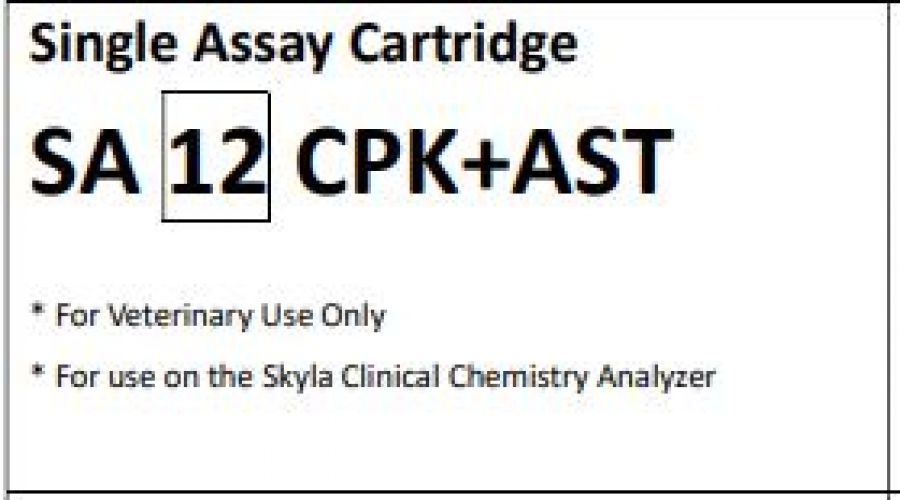 Single Assay Cartridge
SA 12 CPK+AST
* For Veterinary Use Only
* For use on the Skyla Clinical Chemistry Analyzer